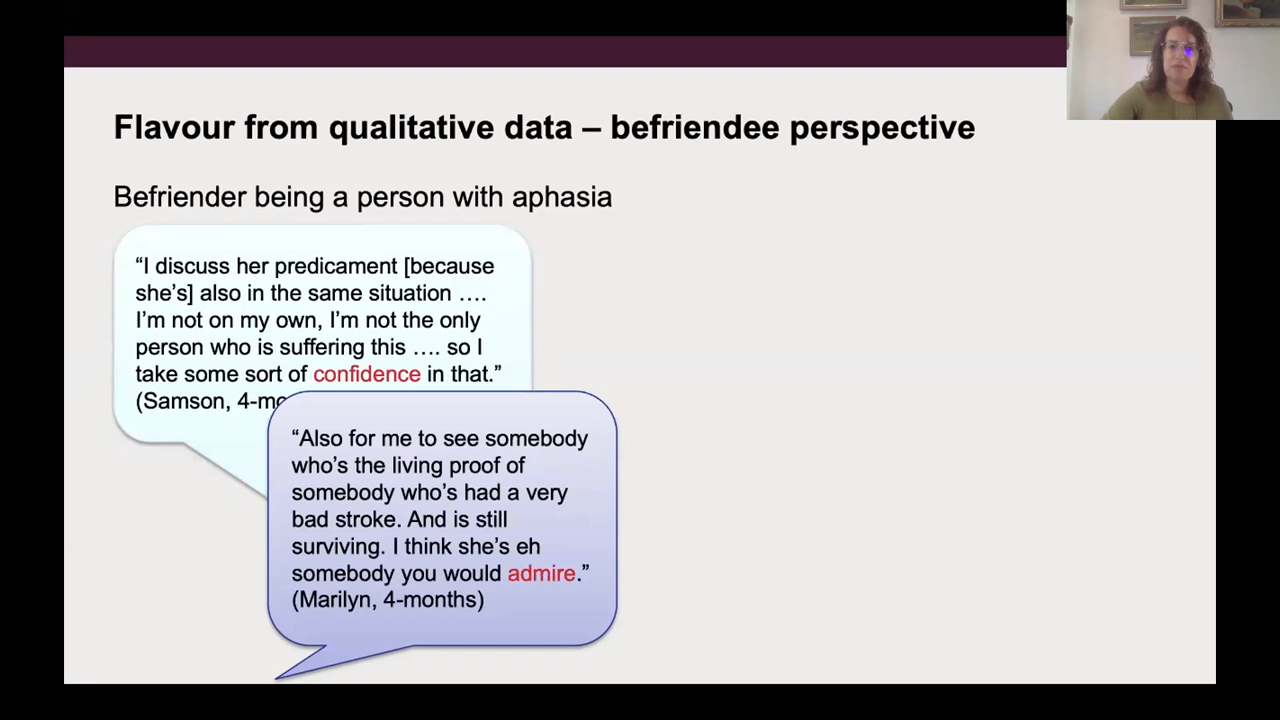 Flavour from qualitative data – befriendee perspective
Befriender being a person with aphasia
“I discuss her predicament [because
she’s] also in the same situation ….
I’m not on my own, I’m not the only
person who is suffering this …. so I
take some sort of confidence in that.”
(Samson, 4-mo
“Also for me to see somebody
who’s the living proof of
somebody who’s had a very
bad stroke. And is still
surviving. I think she’s eh
somebody you would admire.”
(Marilyn, 4-months)